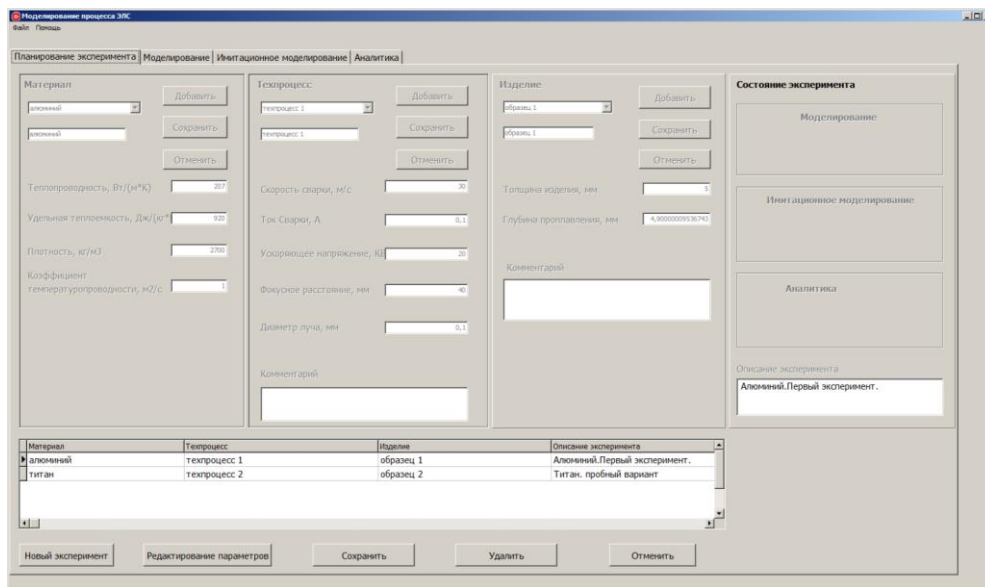 Моделирование процесса ЭЛС
Файл Помощь
Планирование эксперимента Моделирование Имитационное моделирование Аналитика
Материал
алюминий
Добавить
алюминий
Сохранить
Отменить
Теплопроводность, Вт/(м*К) 207
Удельная теплоемкость, Дж/(кг* 920
Плотность, кг/м3 2700
Коэффициент
температуропроводности, м2/с 1
Техпроцесс
техпроцесс 1
Добавить
техпроцесс 1
Сохранить
Отменить
Скорость сварки, м/с 30
Ток Сварки, А 0,1
Ускоряющее напряжение, К 20
Фокусное расстояние, мм 40
Диаметр луча, мм 0,1
Комментарий
Изделие
образец 1
Добавить
образец 1
Сохранить
Отменить
Толщина изделия, мм 5
Глубина проплавления, мм 4,90000009536743
Комментарий
Состояние эксперимента
Моделирование
Имитационное моделирование
Аналитика
Описание эксперимента
Алюминий.Первый эксперимент.
Материал Техпроцесс Изделие Описание эксперимента
алюминий техпроцесс 1 образец 1 Алюминий.Первый эксперимент.
титан техпроцесс 2 образец 2 Титан. пробный вариант
Новый эксперимент Редактирование параметров Сохранить Удалить Отменить